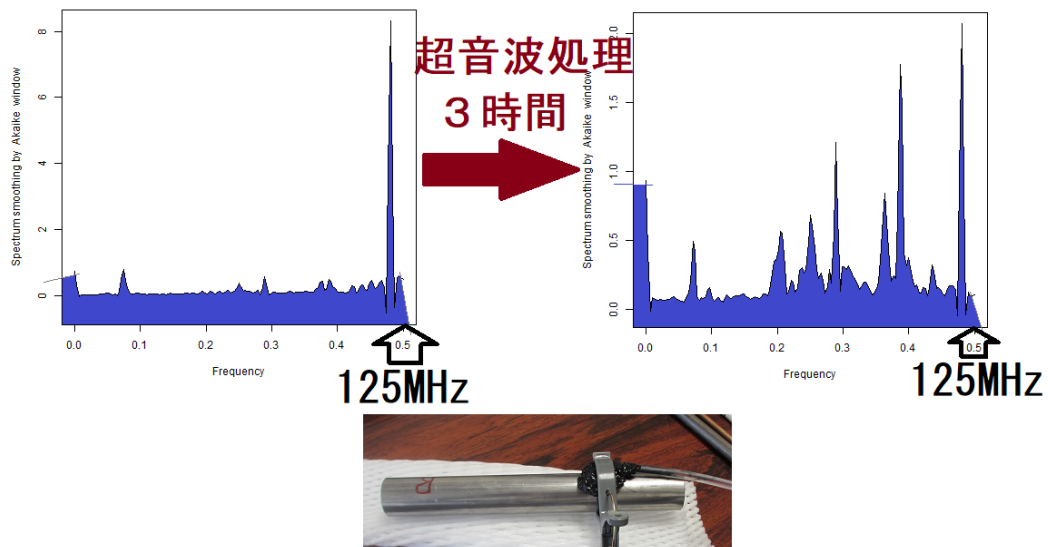 超音波処理
３時間
Spectrum smoothing by Akaike window
8
6
4
2
0
0.0 0.1 0.2 0.3 0.4 0.5
Frequency
125MHz
Spectrum smoothing by Akaike window
2.0
1.5
1.0
0.5
0.0
0.0 0.1 0.2 0.3 0.4 0.5
Frequency
125MHz
R